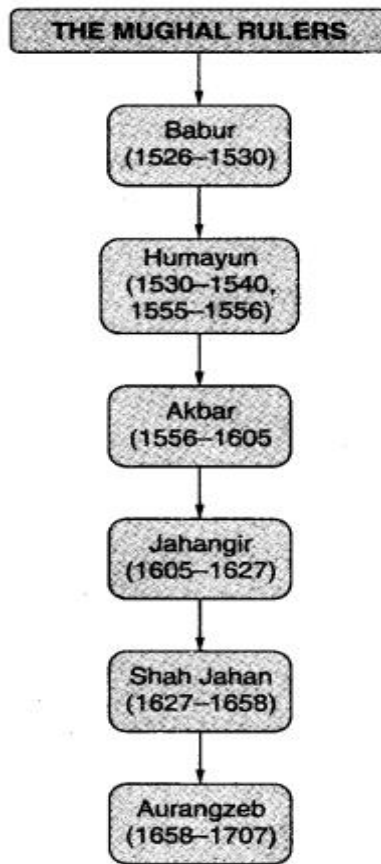 THE MUGHAL RULERS
Babur
(1526–1530)
Humayun
(1530–1540,
1555–1556)
Akbar
(1556–1605
Jahangir
(1605–1627)
Shah Jahan
(1627–1658)
Aurangzeb
(1658–1707)